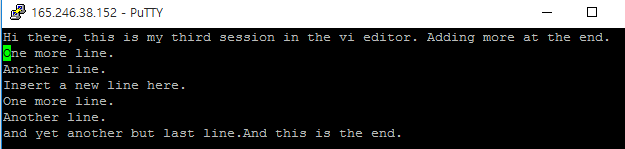 165.246.38.152 - PuTTY
Hi there, this is my third session in the vi editor. Adding more at the end.
One more line.
Another line.
Insert a new line here.
One more line.
Another line.
and yet another but last line.And this is the end.